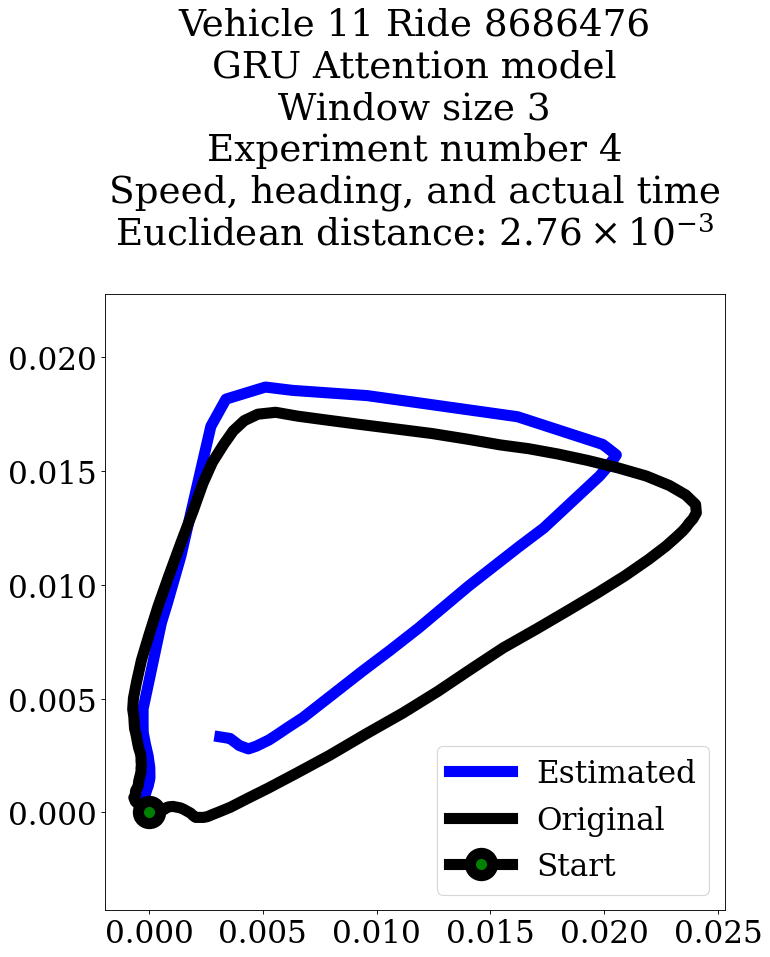 Vehicle 11 Ride 8686476
GRU Attention model
Window size 3
Experiment number 4
Speed, heading, and actual time
Euclidean distance: 2.76 × 10⁻³
0.020
0.015
0.010
0.005
0.000
Estimated
Original
Start
0.000 0.005 0.010 0.015 0.020 0.025